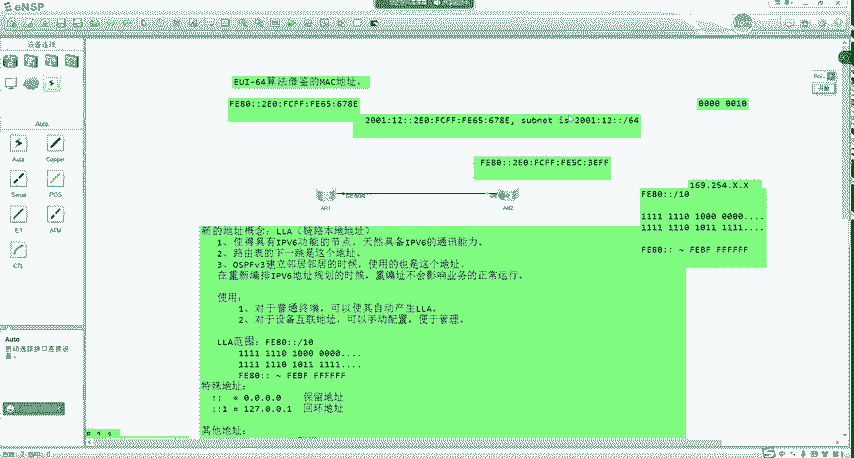 eNSP
设备连线
EUI-64算法借鉴的MAC地址。
FE80::2E0:FCFF:FE65:678E
0000 0010
2001:12::2E0:FCFF:FE65:678E, subnet is 2001:12::/64
FE80::2E0:FCFF:FE5C:3EFF
169.254.X.X
FE80::/10
1111 1110 1000 0000....
1111 1110 1011 1111....
FE80:: ~ FEBF FFFFFF
AR1
AR2
Auto
Auto
Copper
Serial
POS
E1
ATM
CTL
新的地址概念: LLA (链路本地地址)
1、使得具有IPV6功能的节点，天然具备IPV6的通讯能力。
2、路由表的下一跳是这个地址。
3、OSPFv3建立邻居邻居的时候，使用的也是这个地址。
在重新编排IPV6地址规划的时候，重编址不会影响业务的正常运行。
使用:
1、对于普通终端，可以使其自动产生LLA。
2、对于设备互联地址，可以手动配置，便于管理。
LLA范围: FE80::/10
1111 1110 1000 0000....
1111 1110 1011 1111....
FE80:: ~ FEBF FFFFFF
特殊地址:
:: = 0.0.0.0 保留地址
::1 = 127.0.0.1 回环地址
其他地址:
Auto
自动选择接口连接设备。